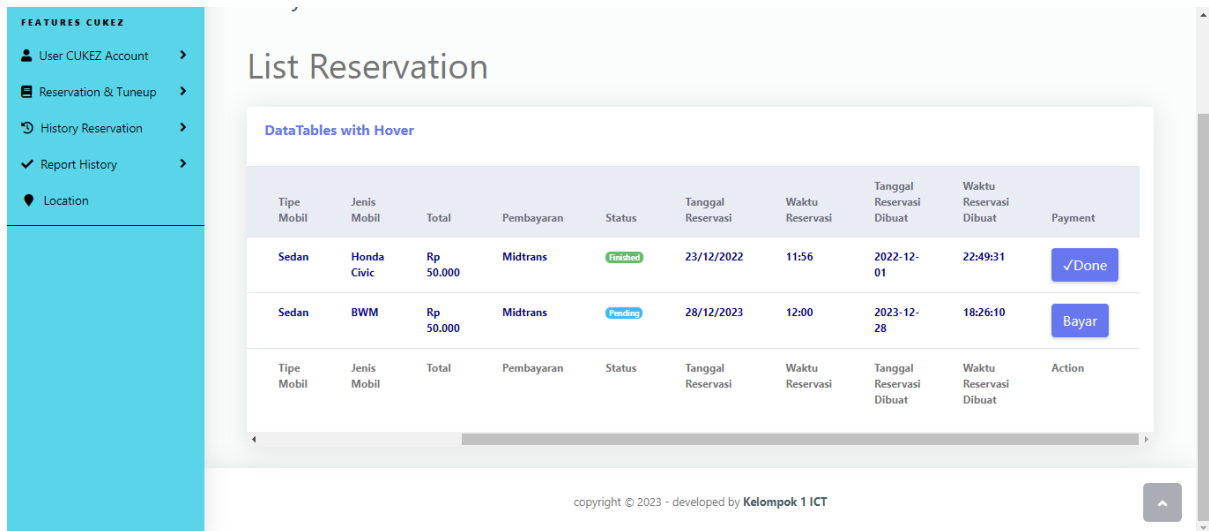 FEATURES CUKEZ
User CUKEZ Account
Reservation & Tuneup
History Reservation
Report History
Location
List Reservation
DataTables with Hover
Tipe Mobil Jenis Mobil Total Pembayaran Status Tanggal Reservasi Waktu Reservasi Tanggal Reservasi Dibuat Waktu Reservasi Dibuat Payment
Sedan Honda Civic Rp 50.000 Midtrans Finished 23/12/2022 11:56 2022-12-01 22:49:31 ✓Done
Sedan BWM Rp 50.000 Midtrans Pending 28/12/2023 12:00 2023-12-28 18:26:10 Bayar
Tipe Mobil Jenis Mobil Total Pembayaran Status Tanggal Reservasi Waktu Reservasi Tanggal Reservasi Dibuat Waktu Reservasi Dibuat Action
copyright © 2023 - developed by Kelompok 1 ICT